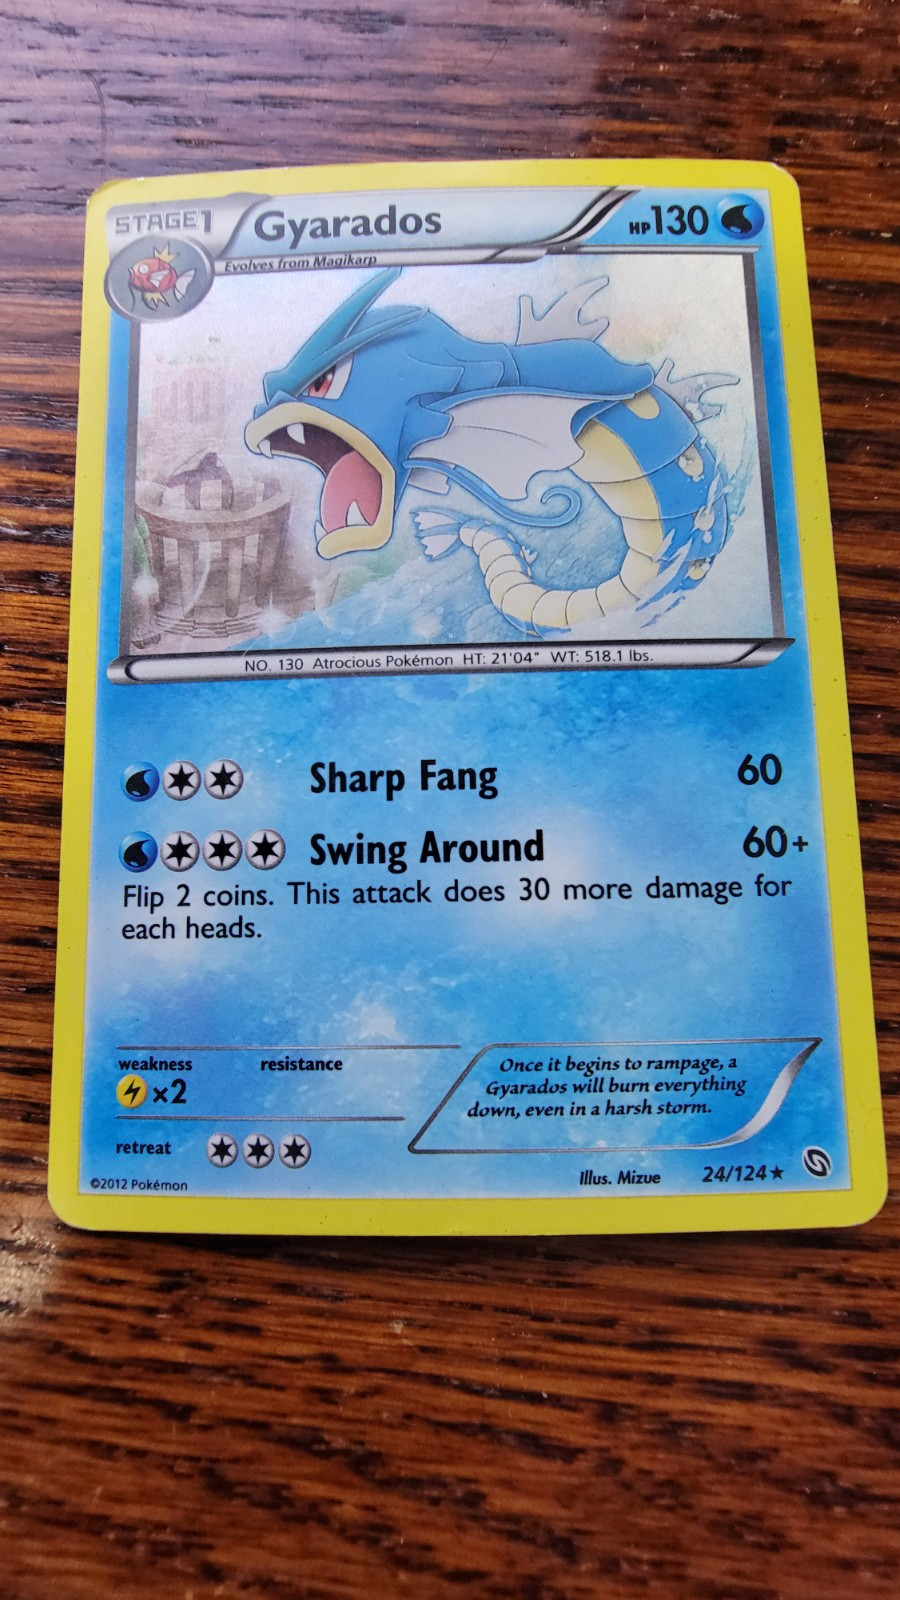 STAGE1 Gyarados HP130
Evolves from Magikarp
NO. 130 Atrocious Pokémon HT: 21'04" WT: 518.1 lbs.
Sharp Fang 60
Swing Around 60+
Flip 2 coins. This attack does 30 more damage for
each heads.
weakness resistance
×2
retreat
Once it begins to rampage, a
Gyarados will burn everything
down, even in a harsh storm.
©2012 Pokémon Illus. Mizue 24/124★